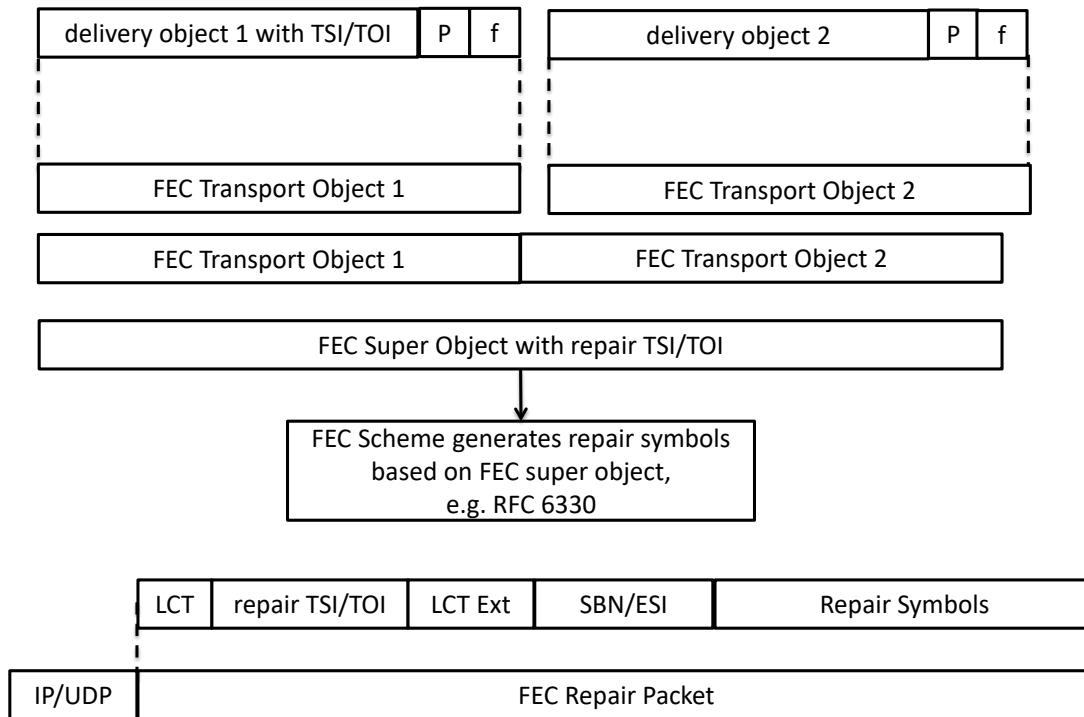 delivery object 1 with TSI/TOI P f delivery object 2 P f
FEC Transport Object 1 FEC Transport Object 2
FEC Transport Object 1 FEC Transport Object 2
FEC Super Object with repair TSI/TOI
FEC Scheme generates repair symbols
based on FEC super object,
e.g. RFC 6330
LCT repair TSI/TOI LCT Ext SBN/ESI Repair Symbols
IP/UDP FEC Repair Packet